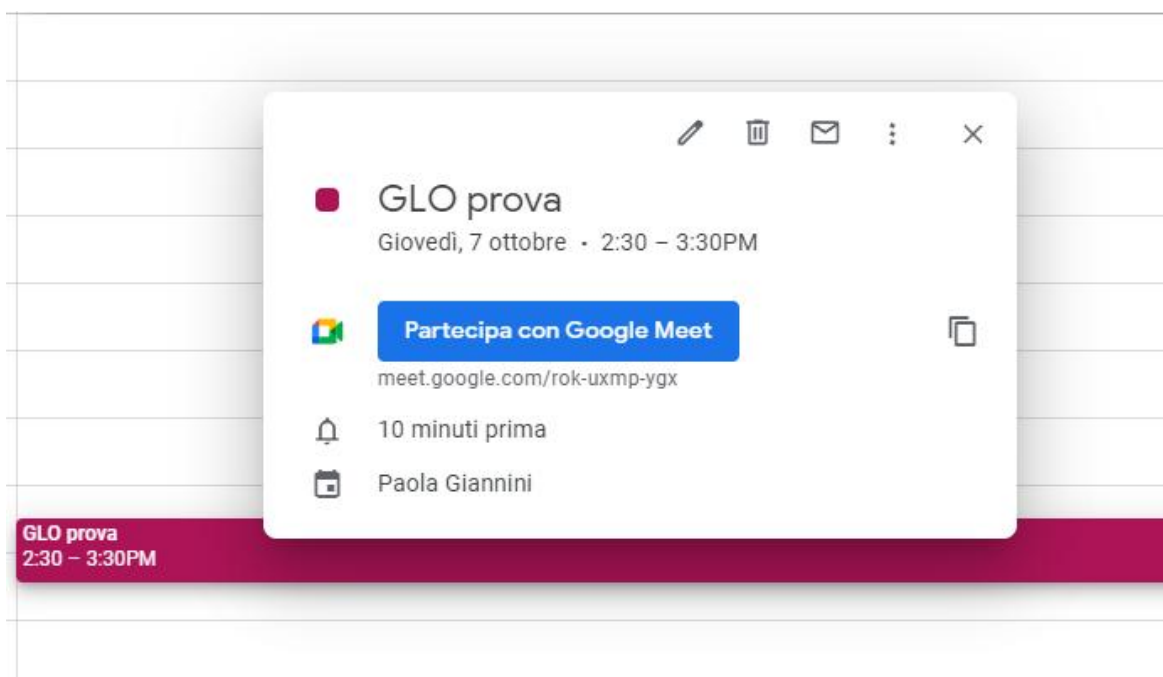 GLO prova
Giovedì, 7 ottobre • 2:30 – 3:30PM
Partecipa con Google Meet
meet.google.com/rok-uxmp-ygx
10 minuti prima
Paola Giannini
GLO prova
2:30 – 3:30PM